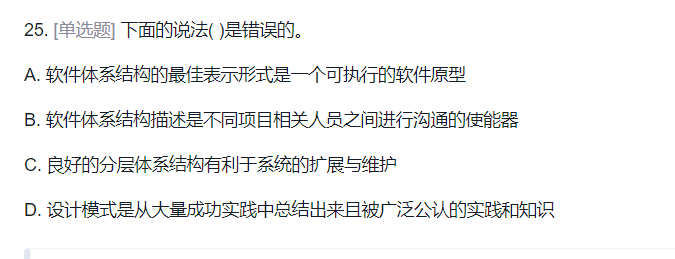 25. [单选题] 下面的说法( )是错误的。
A. 软件体系结构的最佳表示形式是一个可执行的软件原型
B. 软件体系结构描述是不同项目相关人员之间进行沟通的使能器
C. 良好的分层体系结构有利于系统的扩展与维护
D. 设计模式是从大量成功实践中总结出来且被广泛公认的实践和知识